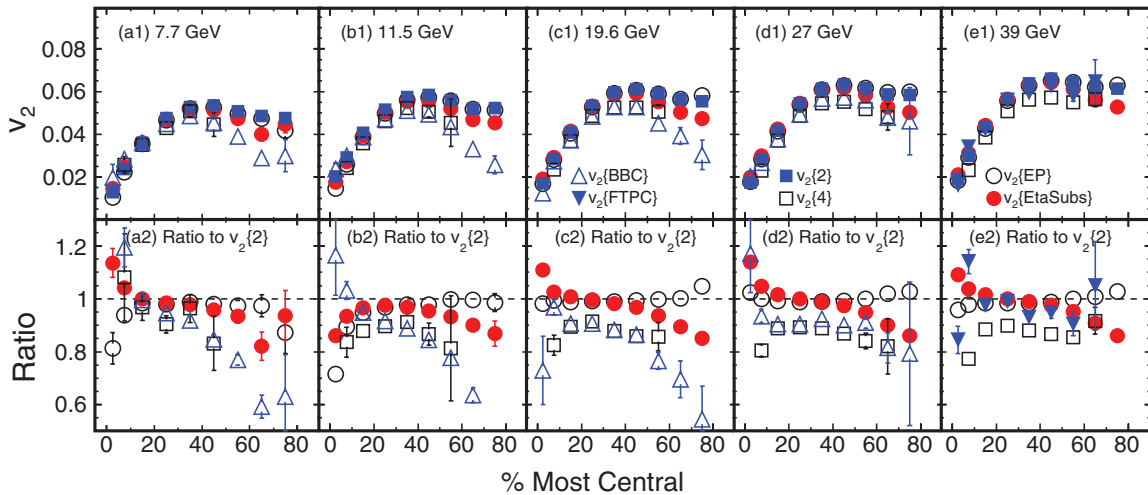 (a1) 7.7 GeV
(b1) 11.5 GeV
(c1) 19.6 GeV
(d1) 27 GeV
(e1) 39 GeV
v2
0.08
0.06
0.04
0.02
v2{BBC}
v2{FTPC}
v2{2}
v2{4}
v2{EP}
v2{EtaSubs}
(a2) Ratio to v2{2}
(b2) Ratio to v2{2}
(c2) Ratio to v2{2}
(d2) Ratio to v2{2}
(e2) Ratio to v2{2}
Ratio
1.2
1
0.8
0.6
0 20 40 60 80 0 20 40 60 80 0 20 40 60 80 0 20 40 60 80 0 20 40 60 80
% Most Central